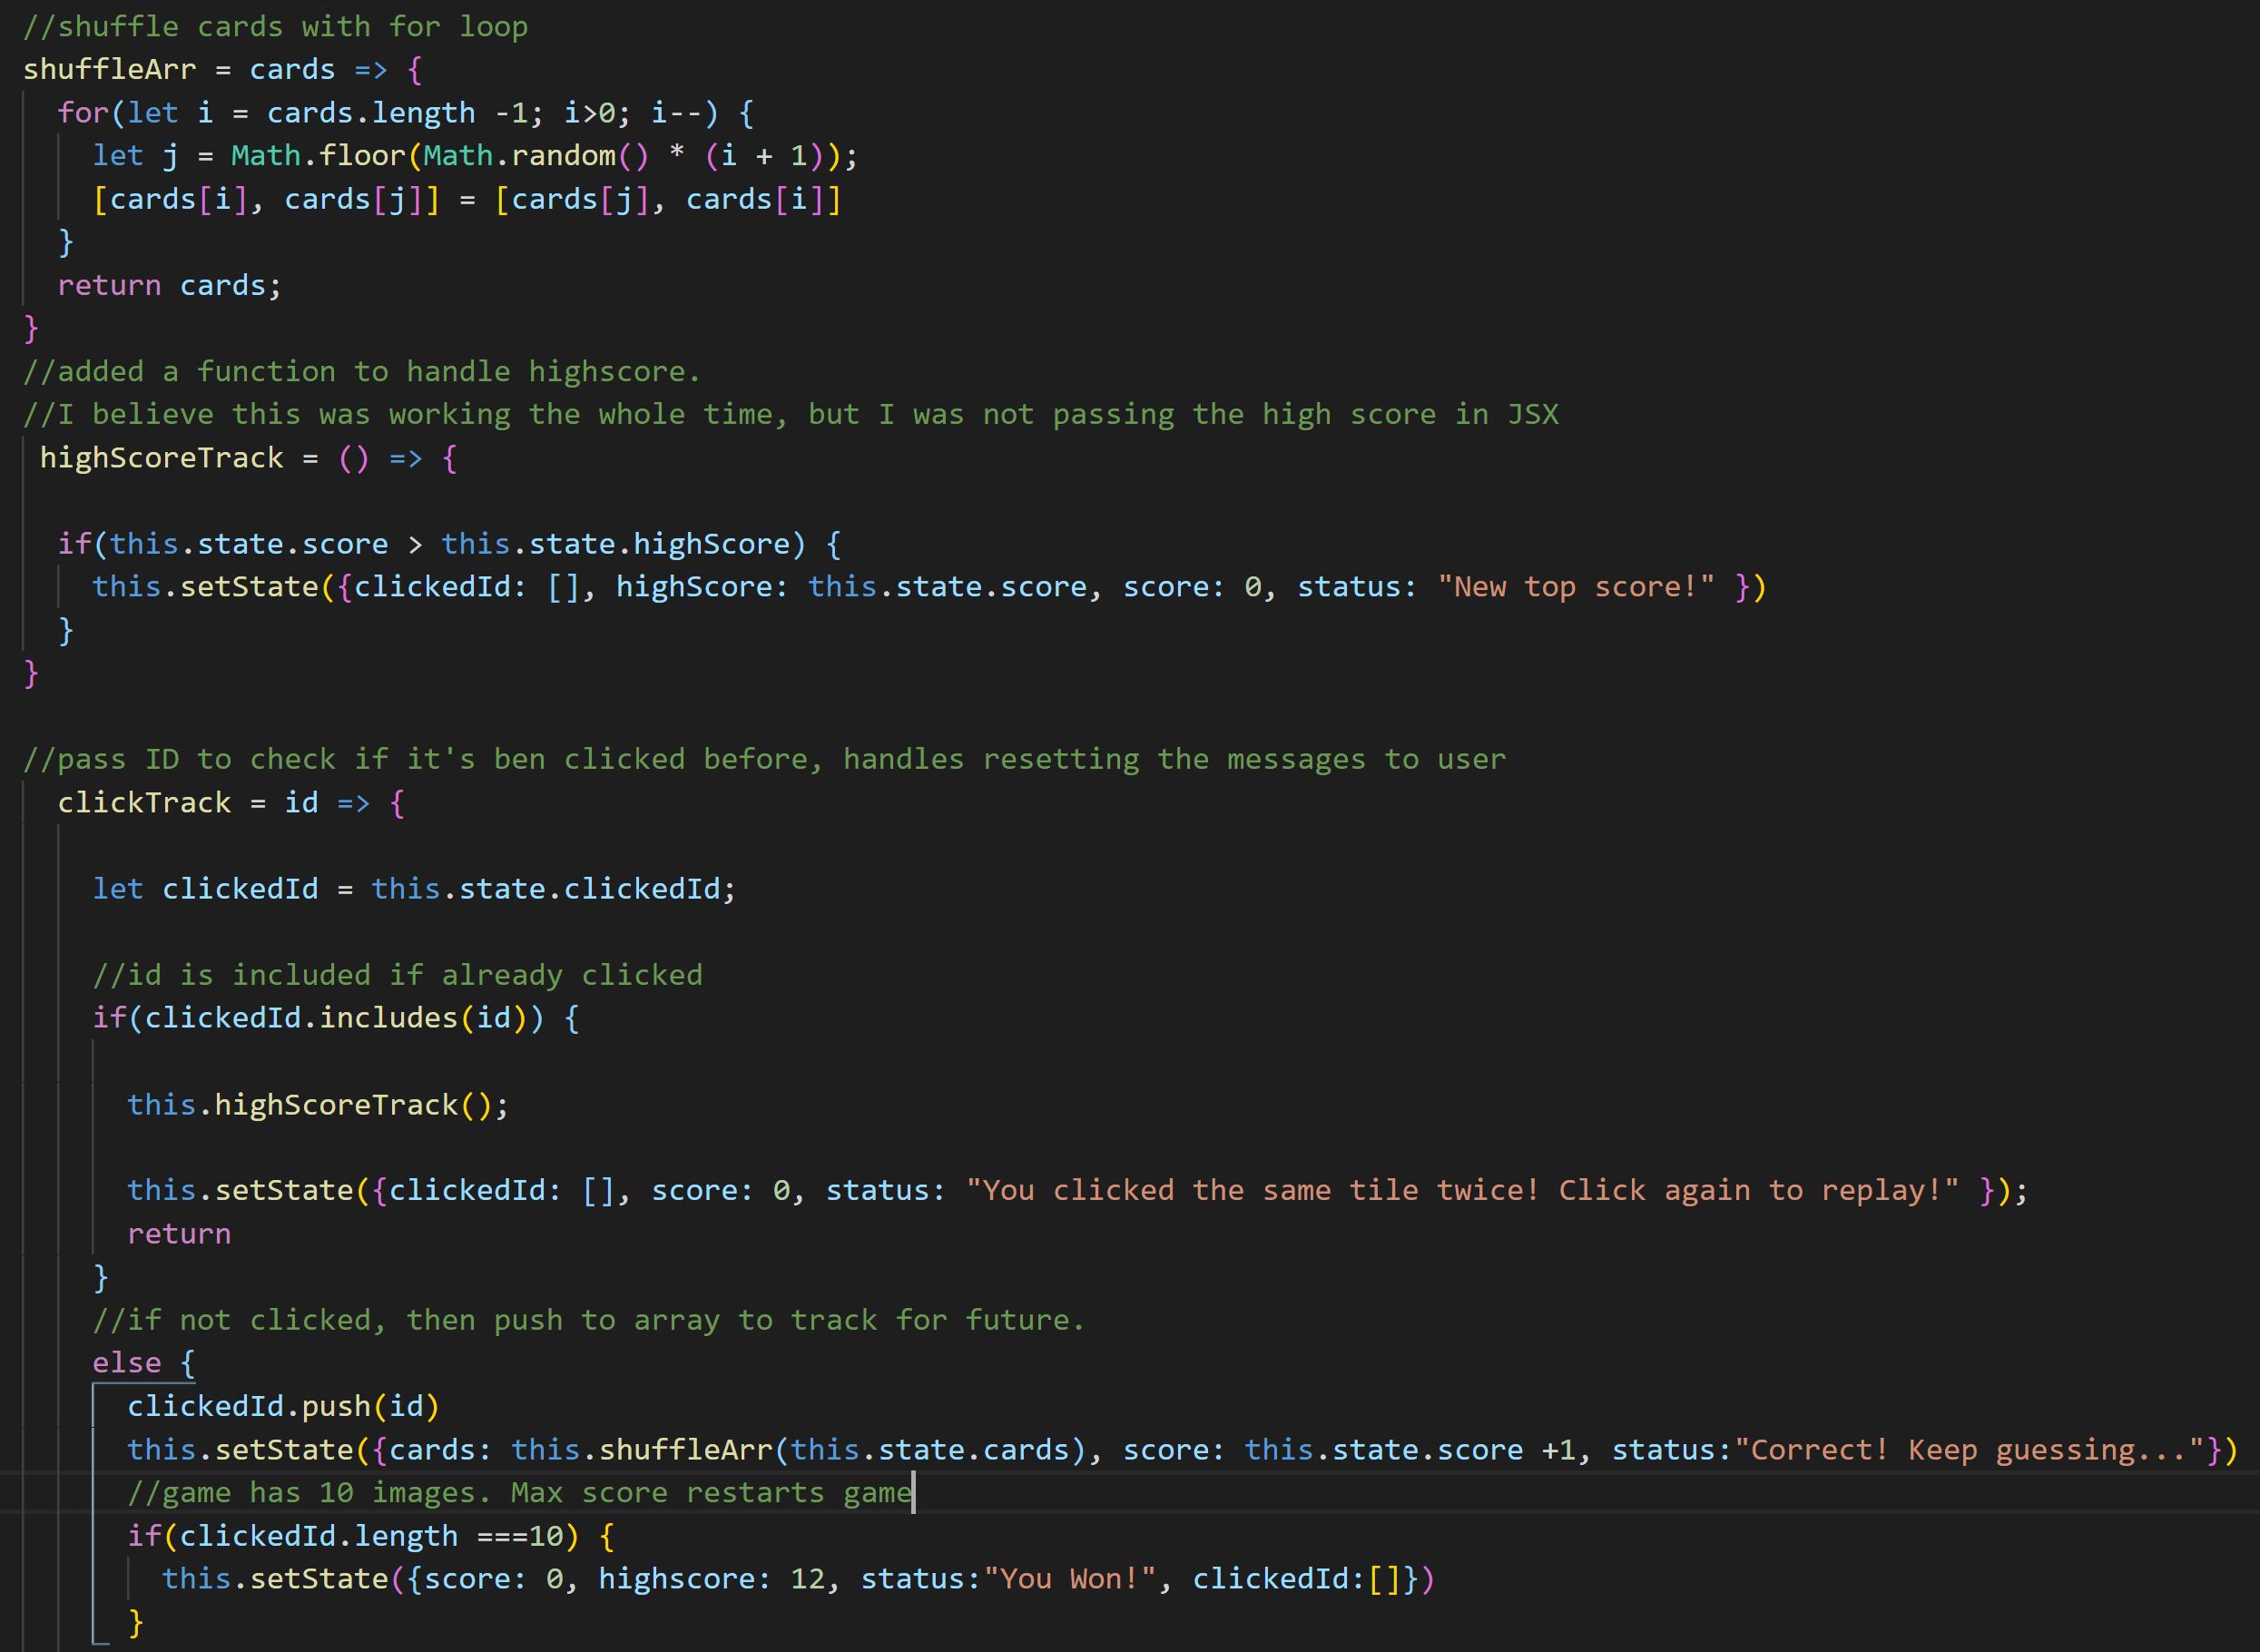 //shuffle cards with for loop
shuffleArr = cards => {
for(let i = cards.length -1; i>0; i--) {
let j = Math.floor(Math.random() * (i + 1));
[cards[i], cards[j]] = [cards[j], cards[i]]
}
return cards;
}
//added a function to handle highscore.
//I believe this was working the whole time, but I was not passing the high score in JSX
highScoreTrack = () => {
if(this.state.score > this.state.highScore) {
this.setState({clickedId: [], highScore: this.state.score, score: 0, status: "New top score!" })
}
}
//pass ID to check if it's ben clicked before, handles resetting the messages to user
clickTrack = id => {
let clickedId = this.state.clickedId;
//id is included if already clicked
if(clickedId.includes(id)) {
this.highScoreTrack();
this.setState({clickedId: [], score: 0, status: "You clicked the same tile twice! Click again to replay!" });
return
}
//if not clicked, then push to array to track for future.
else {
clickedId.push(id)
this.setState({cards: this.shuffleArr(this.state.cards), score: this.state.score +1, status:"Correct! Keep guessing..."})
//game has 10 images. Max score restarts game
if(clickedId.length ===10) {
this.setState({score: 0, highscore: 12, status:"You Won!", clickedId:[]})
}